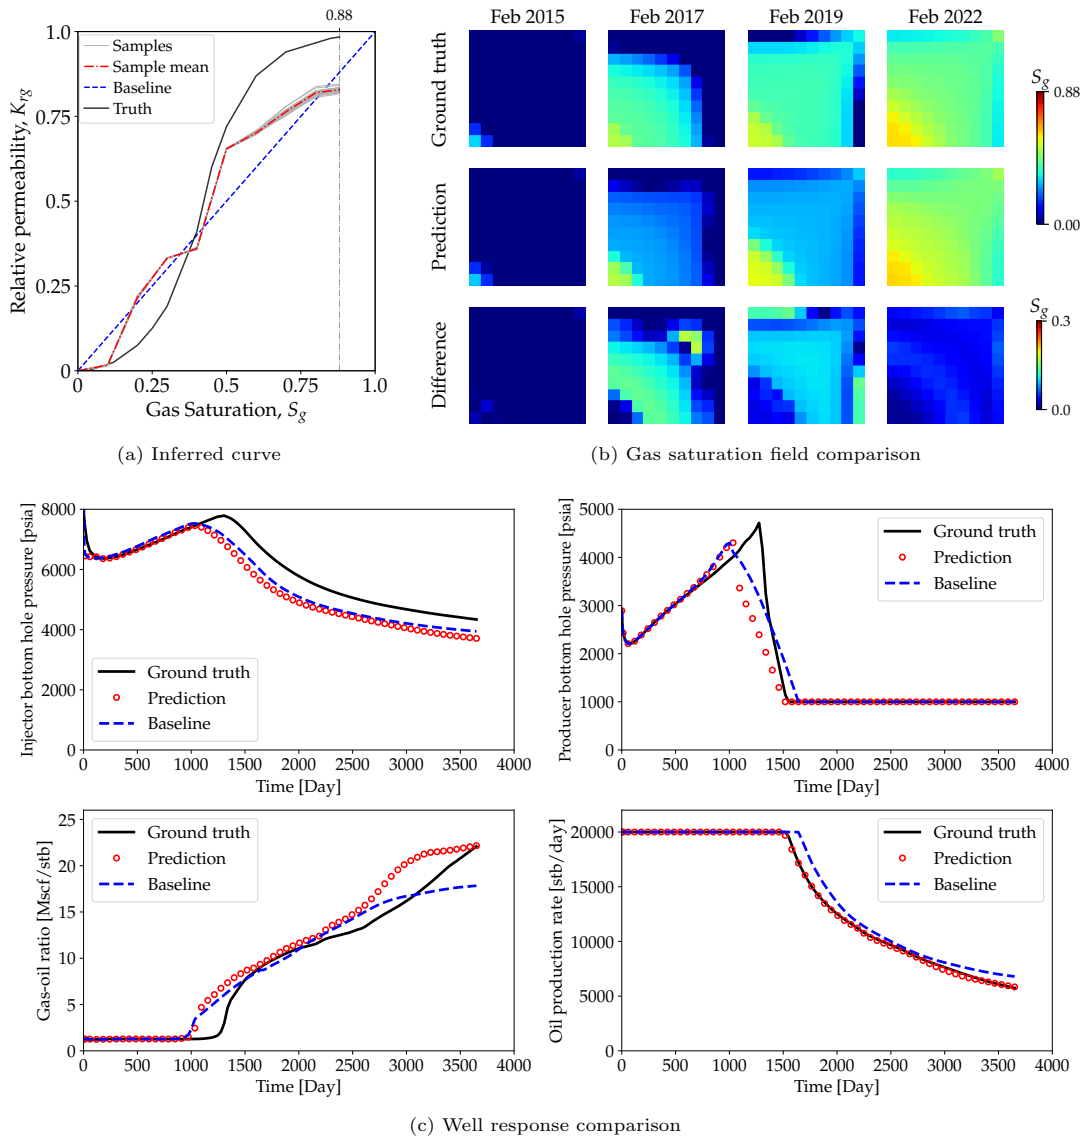 0.88
1.0
0.75
0.5
0.25
0
0
0.25
0.5
0.75
1.0
Relative permeability, K_rg
Gas Saturation, S_g
Samples
Sample mean
Baseline
Truth
(a) Inferred curve
Feb 2015 Feb 2017 Feb 2019 Feb 2022
Ground truth
Prediction
Difference
S_g
0.88
0.00
S_g
0.3
0.0
(b) Gas saturation field comparison
Injector bottom hole pressure [psia]
8000
6000
4000
2000
0
Ground truth
Prediction
Baseline
0 500 1000 1500 2000 2500 3000 3500 4000
Time [Day]
Producer bottom hole pressure [psia]
5000
4000
3000
2000
1000
0
Ground truth
Prediction
Baseline
0 500 1000 1500 2000 2500 3000 3500 4000
Time [Day]
Gas-oil ratio [Mscf/stb]
25
20
15
10
5
0
Ground truth
Prediction
Baseline
0 500 1000 1500 2000 2500 3000 3500 4000
Time [Day]
Oil production rate [stb/day]
20000
15000
10000
5000
0
Ground truth
Prediction
Baseline
0 500 1000 1500 2000 2500 3000 3500 4000
Time [Day]
(c) Well response comparison